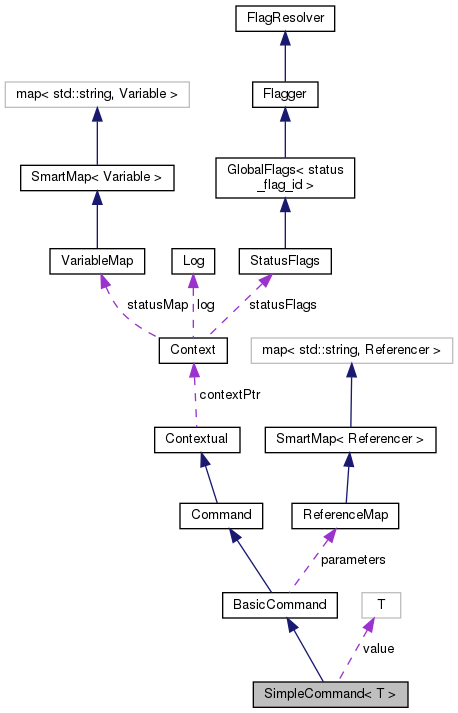 FlagResolver
map< std::string, Variable >
Flagger
SmartMap< Variable >
GlobalFlags< status
_flag_id >
VariableMap
Log
StatusFlags
statusMap
log
statusFlags
Context
map< std::string, Referencer >
contextPtr
Contextual
SmartMap< Referencer >
Command
ReferenceMap
parameters
BasicCommand
T
value
SimpleCommand< T >